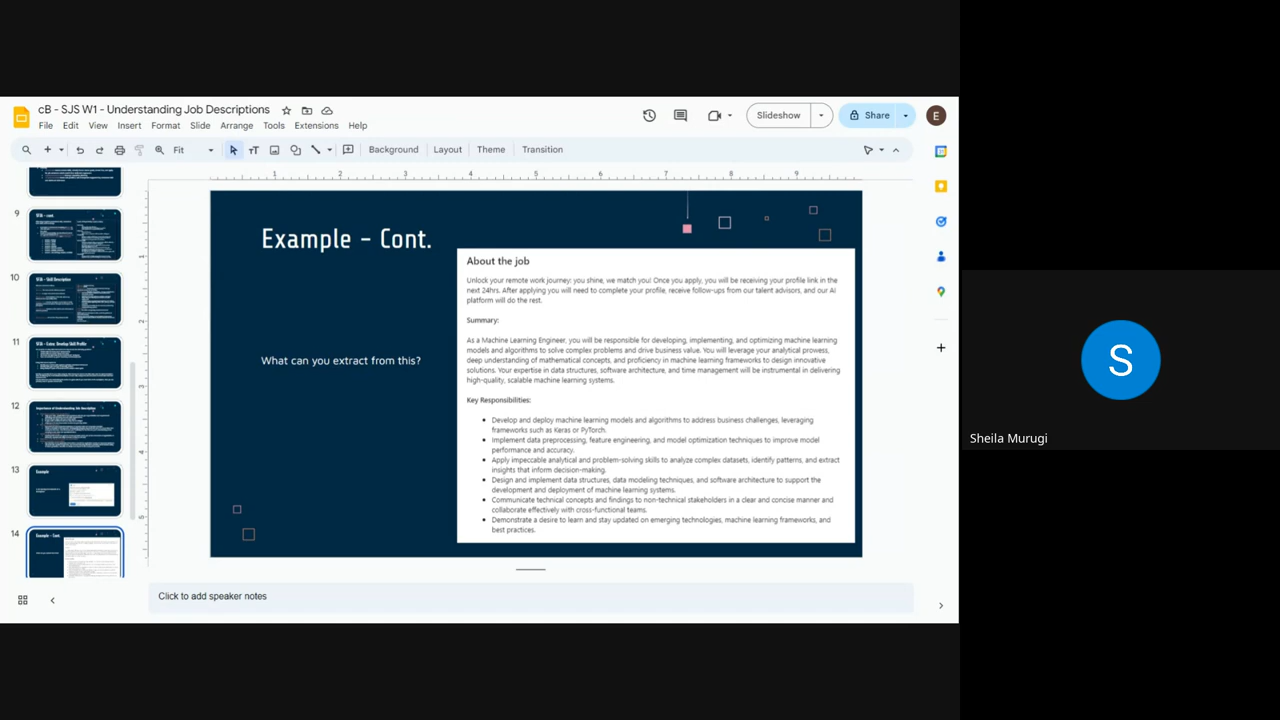 cB - SJS W1 - Understanding Job Descriptions
File Edit View Insert Format Slide Arrange Tools Extensions Help
Slideshow
Share
E
Fit
Background Layout Theme Transition
1 2 3 4 5 6 7 8 9
9
10
11
12
13
14
Example
Example - Cont.
What can you extract from this?
About the job
Unlock your remote work journey: you shine, we match you! Once you apply, you will be receiving your profile link in the
next 24hrs. After applying you will need to complete your profile, receive follow-ups from our talent advisors, and our AI
platform will do the rest.
Summary:
As a Machine Learning Engineer, you will be responsible for developing, implementing, and optimizing machine learning
models and algorithms to solve complex problems and drive business value. You will leverage your analytical prowess,
deep understanding of mathematical concepts, and proficiency in machine learning frameworks to design innovative
solutions. Your expertise in data structures, software architecture, and time management will be instrumental in delivering
high-quality, scalable machine learning systems.
Key Responsibilities:
Develop and deploy machine learning models and algorithms to address business challenges, leveraging
frameworks such as Keras or PyTorch.
Implement data preprocessing, feature engineering, and model optimization techniques to improve model
performance and accuracy.
Apply impeccable analytical and problem-solving skills to analyze complex datasets, identify patterns, and extract
insights that inform decision-making.
Design and implement data structures, data modeling techniques, and software architecture to support the
development and deployment of machine learning systems.
Communicate technical concepts and findings to non-technical stakeholders in a clear and concise manner and
collaborate effectively with cross-functional teams.
Demonstrate a desire to learn and stay updated on emerging technologies, machine learning frameworks, and
best practices.
Click to add speaker notes
S
Sheila Murugi